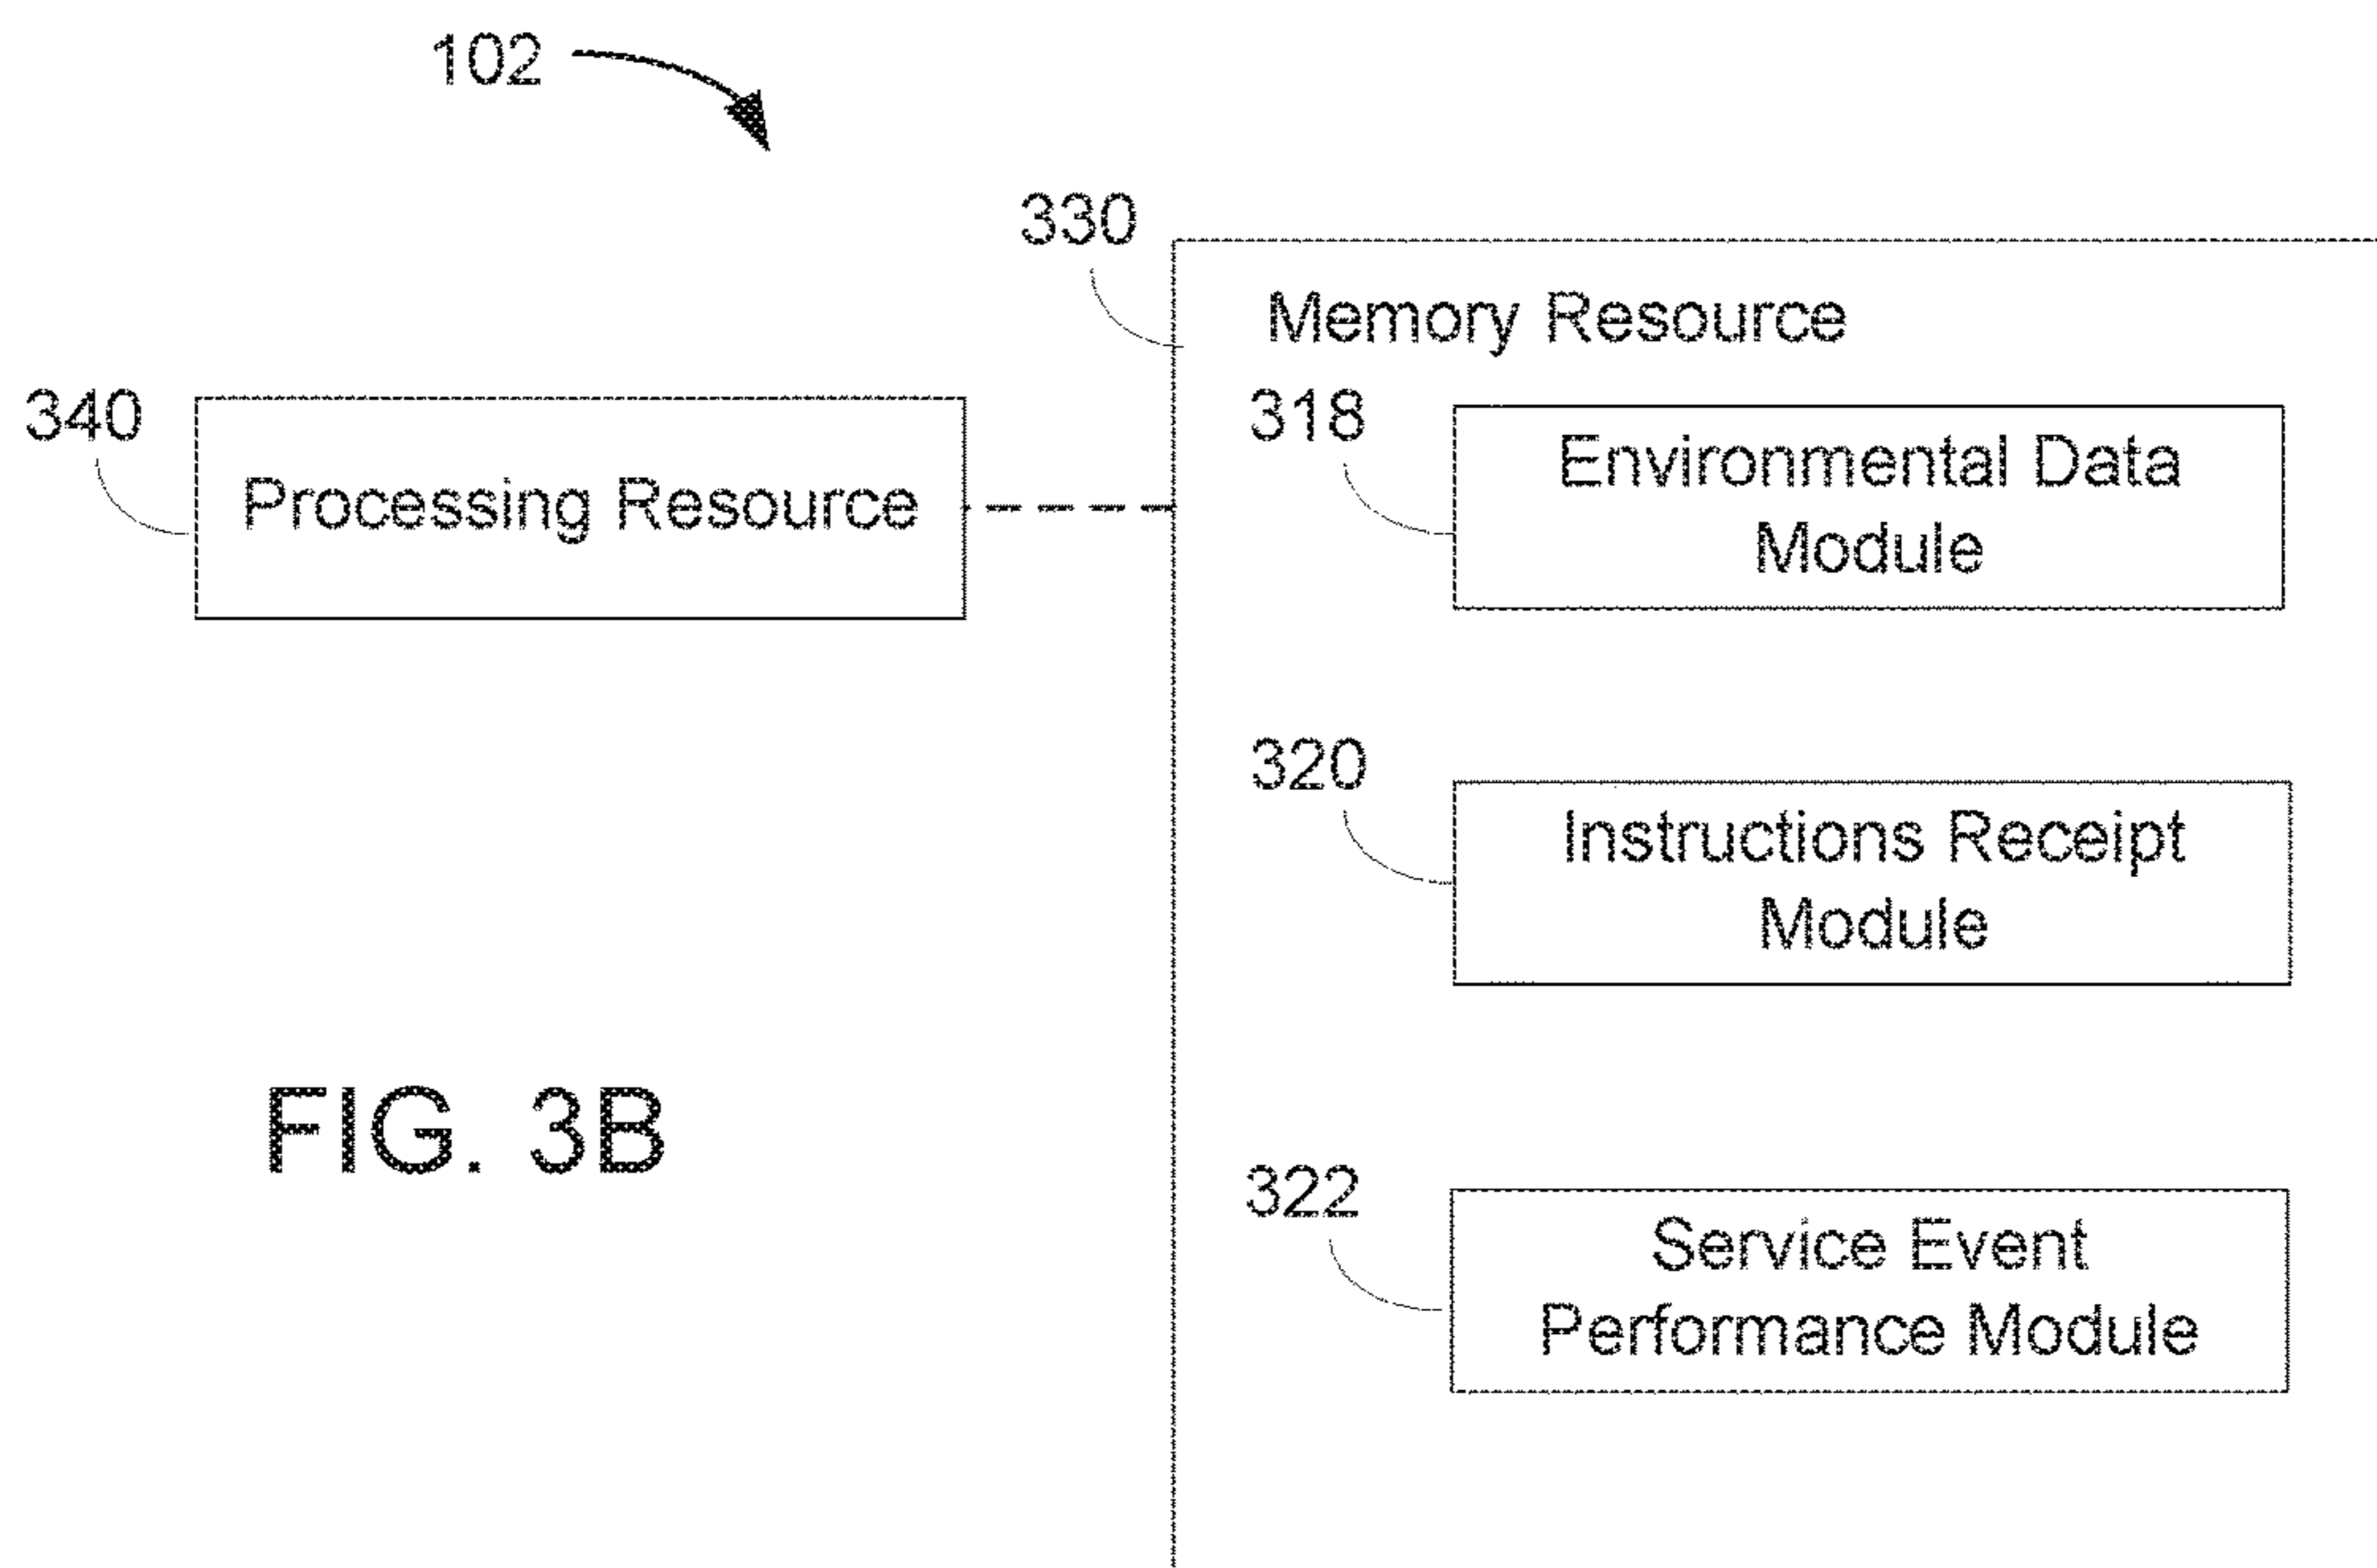 102
330
Memory Resource
340
Processing Resource
318
Environmental Data
Module
320
Instructions Receipt
Module
FIG. 3B
322
Service Event
Performance Module